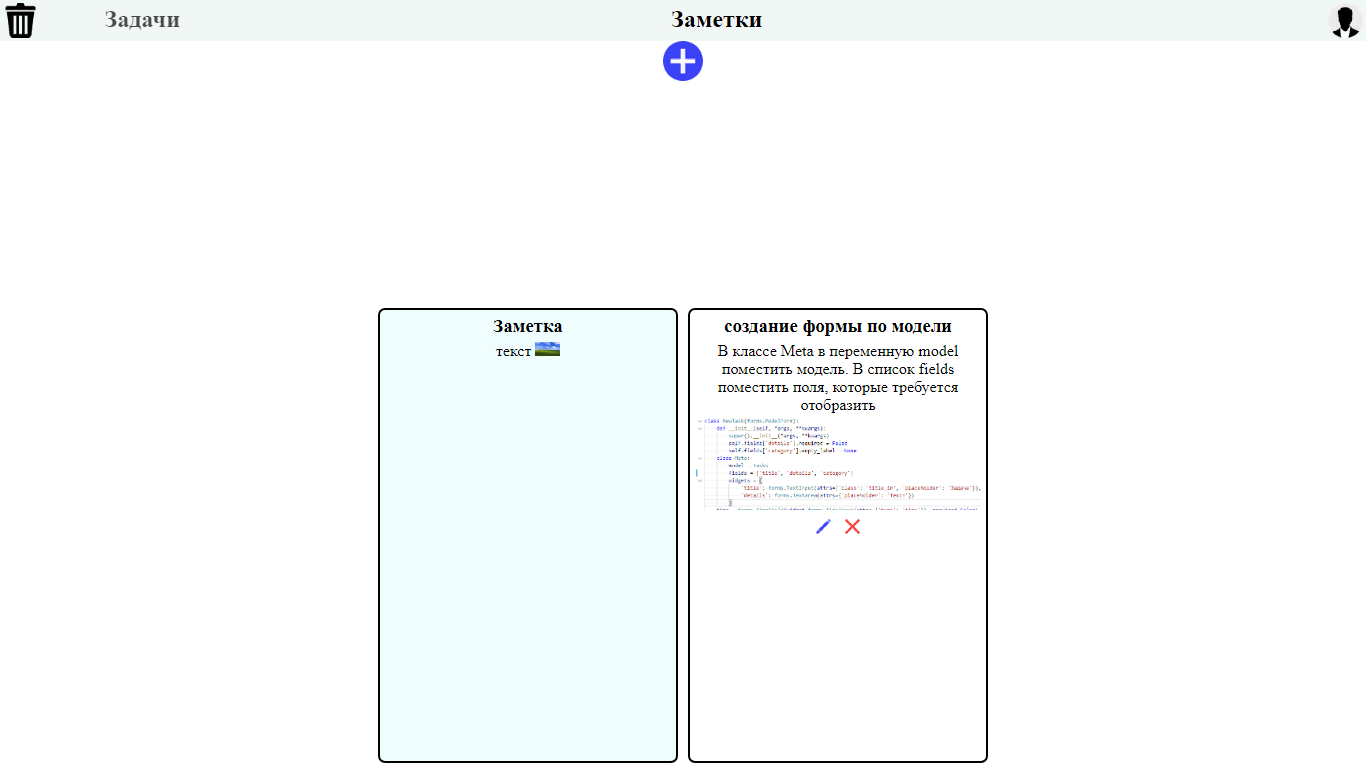 Задачи
Заметки
Заметка
текст
создание формы по модели
В классе Meta в переменную model
поместить модель. В список fields
поместить поля, которые требуется
отобразить
class NewTask(forms.ModelForm):
def __init__(self, *args, **kwargs):
super().__init__(*args, **kwargs)
self.fields['details'].required = False
self.fields['category'].empty_label = None
class Meta:
model = Tasks
fields = ['title', 'details', 'category']
widgets = {
'title': forms.TextInput(attrs={'class': 'title_in', 'placeholder': 'Задача'}),
'details': forms.Textarea(attrs={'placeholder': 'Текст'})
}